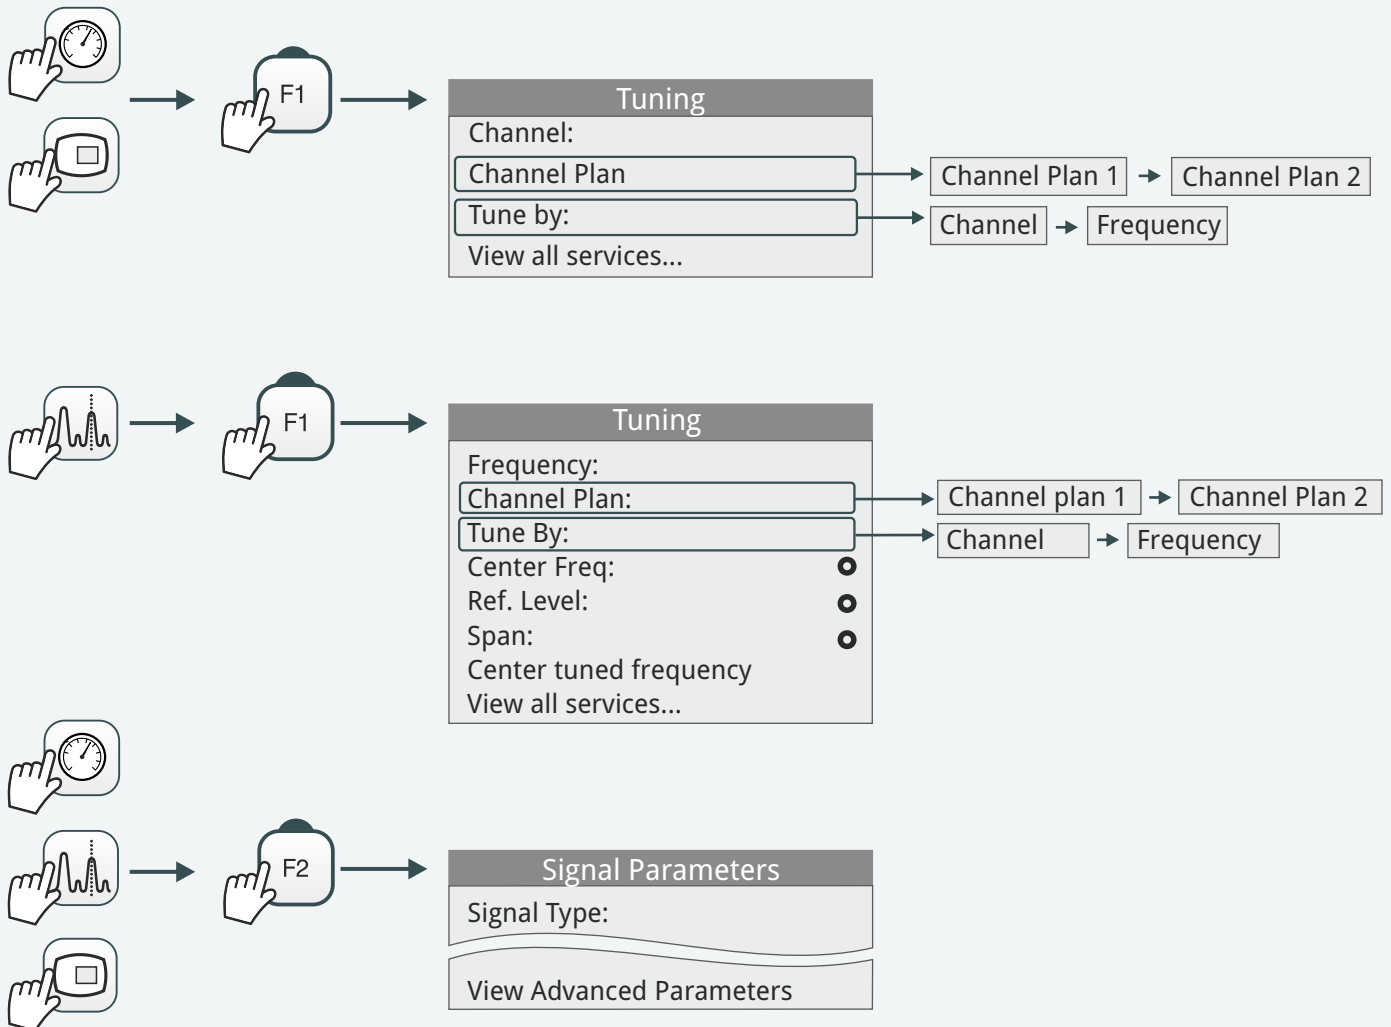 F1
Tuning
Channel:
Channel Plan
Channel Plan 1
Channel Plan 2
Tune by:
Channel
Frequency
View all services...
F1
Tuning
Frequency:
Channel Plan:
Channel plan 1
Channel Plan 2
Tune By:
Channel
Frequency
Center Freq:
Ref. Level:
Span:
Center tuned frequency
View all services...
F2
Signal Parameters
Signal Type:
View Advanced Parameters